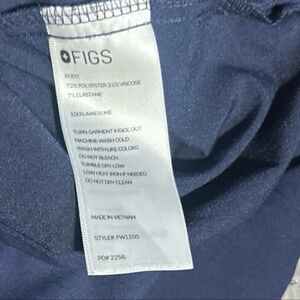 FIGS
BODY:
72% POLYESTER 21% VISCOSE
7% ELASTANE
100% AWESOME
TURN GARMENT INSIDE OUT
MACHINE WASH COLD
WASH WITH LIKE COLORS
DO NOT BLEACH
TUMBLE DRY LOW
LOW HEAT IRON IF NEEDED
DO NOT DRY CLEAN
MADE IN VIETNAM
STYLE#: FW1100
PO# 2256